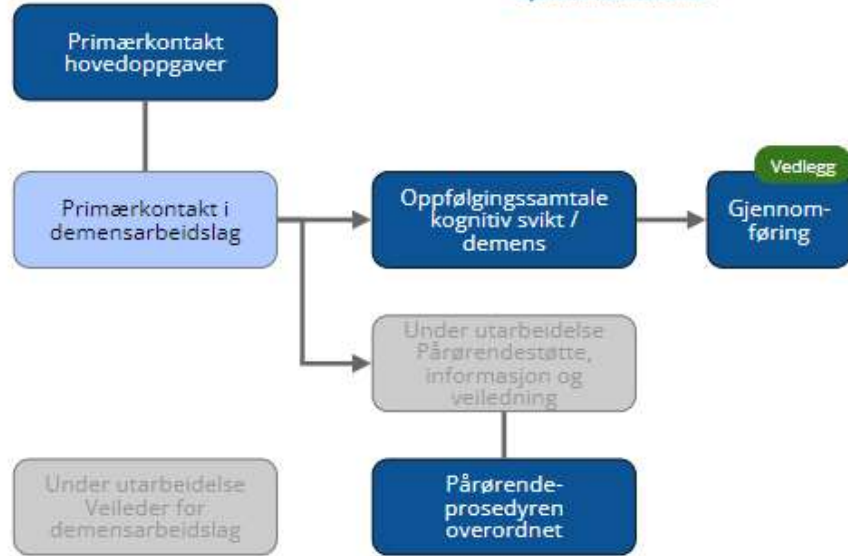 Primærkontakt
hovedoppgaver
Vedlegg
Primærkontakt i
demensarbeidslag
Oppfølgingssamtale
kognitiv svikt /
demens
Gjennom-
føring
Under utarbeidelse
Pårørendestøtte,
informasjon og
veiledning
Under utarbeidelse
Veileder for
demensarbeidslag
Pårørende-
prosedyren
overordnet